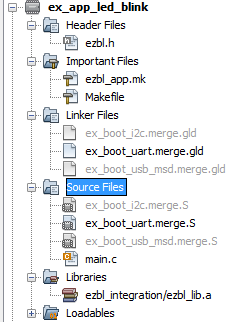 ex_app_led_blink
Header Files
ezbl.h
Important Files
ezbl_app.mk
Makefile
Linker Files
ex_boot_i2c.merge.gld
ex_boot_uart.merge.gld
ex_boot_usb_msd.merge.gld
Source Files
ex_boot_i2c.merge.S
ex_boot_uart.merge.S
ex_boot_usb_msd.merge.S
main.c
Libraries
ezbl_integration/ezbl_lib.a
Loadables